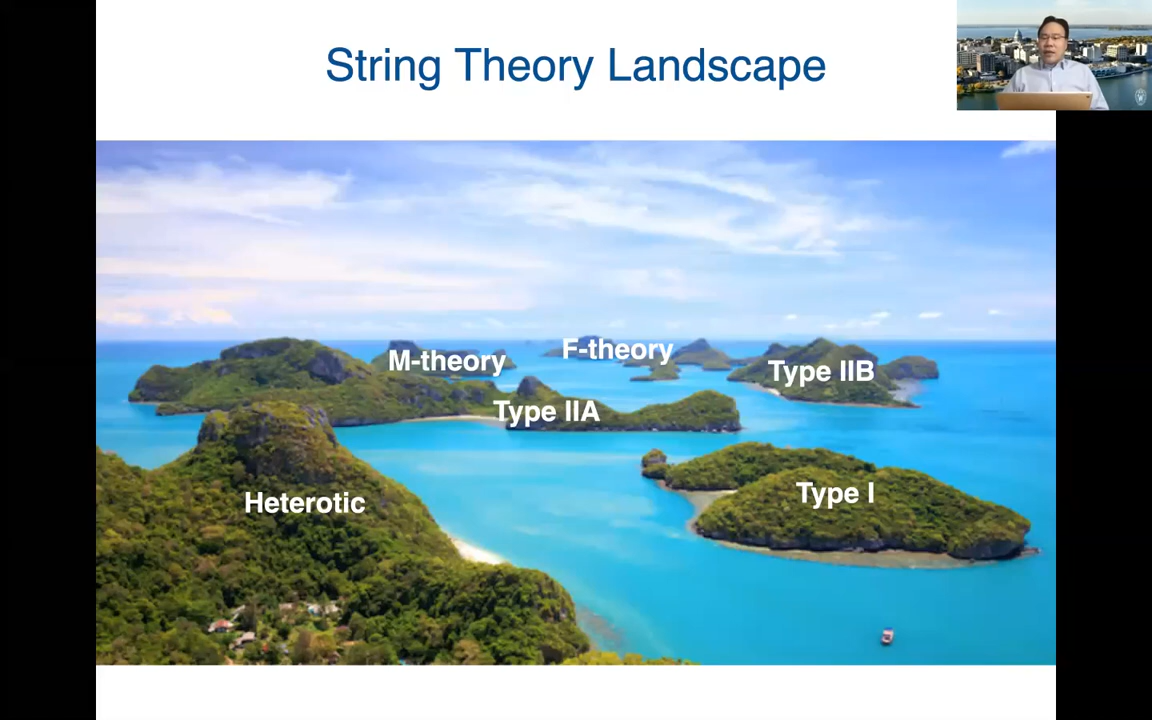 String Theory Landscape
M-theory
F-theory
Type IIB
Type IIA
Heterotic
Type I